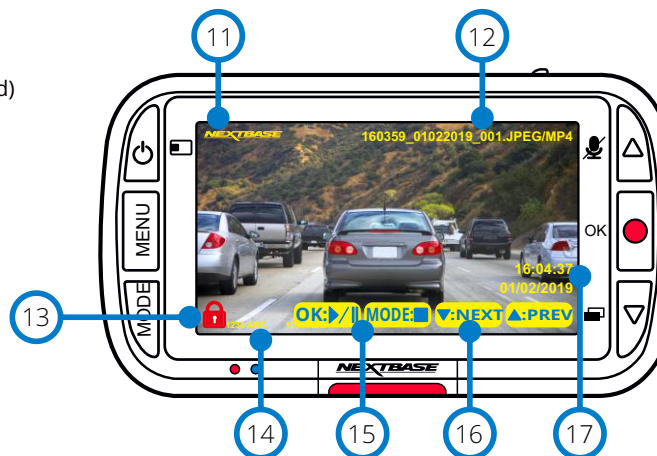 11
12
d)
NEXTBASE
160359_01022019_001.JPEG/MP4
MENU
OK
16:04:37
01/02/2019
MODE
13
OK:▶/II MODE:■ ▼:NEXT ▲:PREV
NEXTBASE
14
15
16
17